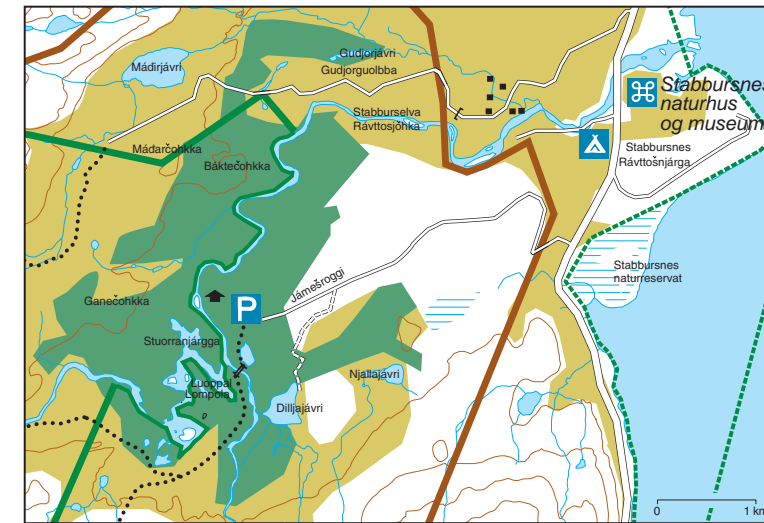 Gudjorjávri
Gudjorguolbba
Mádirjávri
Stabbursnes
naturhus
og museum
Stabburselva
Rávttosjohka
Mádarčohkka
Báktečohkka
Stabbursnes
Rávttošnjárga
Stabbursnes
naturreservat
Jámešroggi
Ganečohkka
P
Stuorranjárgga
Njallajávri
Luoppal
Lompola
Dilljajávri
0
1 km